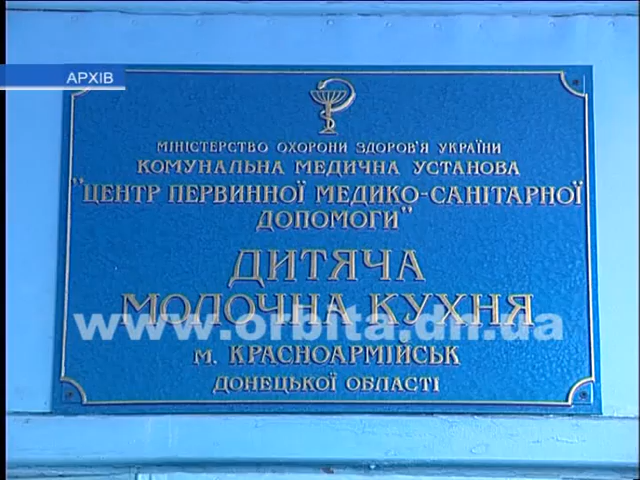 АРХІВ
МІНІСТЕРСТВО ОХОРОНИ ЗДОРОВ'Я УКРАЇНИ
КОМУНАЛЬНА МЕДИЧНА УСТАНОВА
"ЦЕНТР ПЕРВИННОЇ МЕДИКО-САНІТАРНОЇ
ДОПОМОГИ"
ДИТЯЧА
МОЛОЧНА КУХНЯ
www.orbita.dn.ua
м. КРАСНОАРМІЙСЬК
ДОНЕЦЬКОЇ ОБЛАСТІ